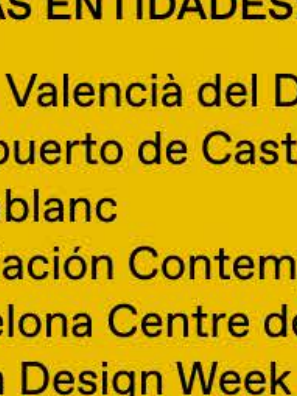 AS ENTIDADES
Valencià del D
puerto de Cast
blanc
ación Contem
elona Centre de
n Design Week